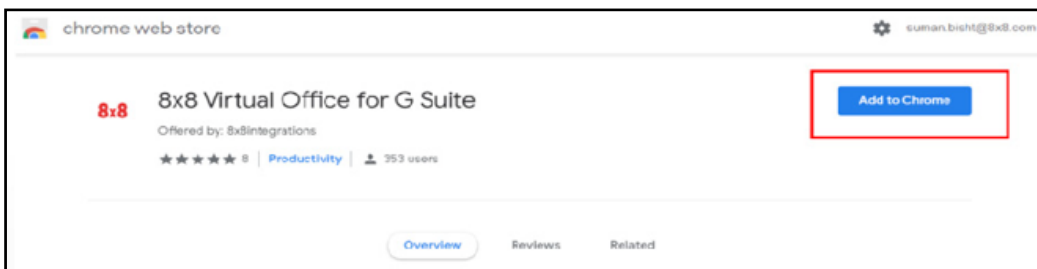 chrome web store
suman.bisht@8x8.com
8x8
8x8 Virtual Office for G Suite
Add to Chrome
Offered by: 8x8integrations
8 | Productivity | 353 users
Overview Reviews Related